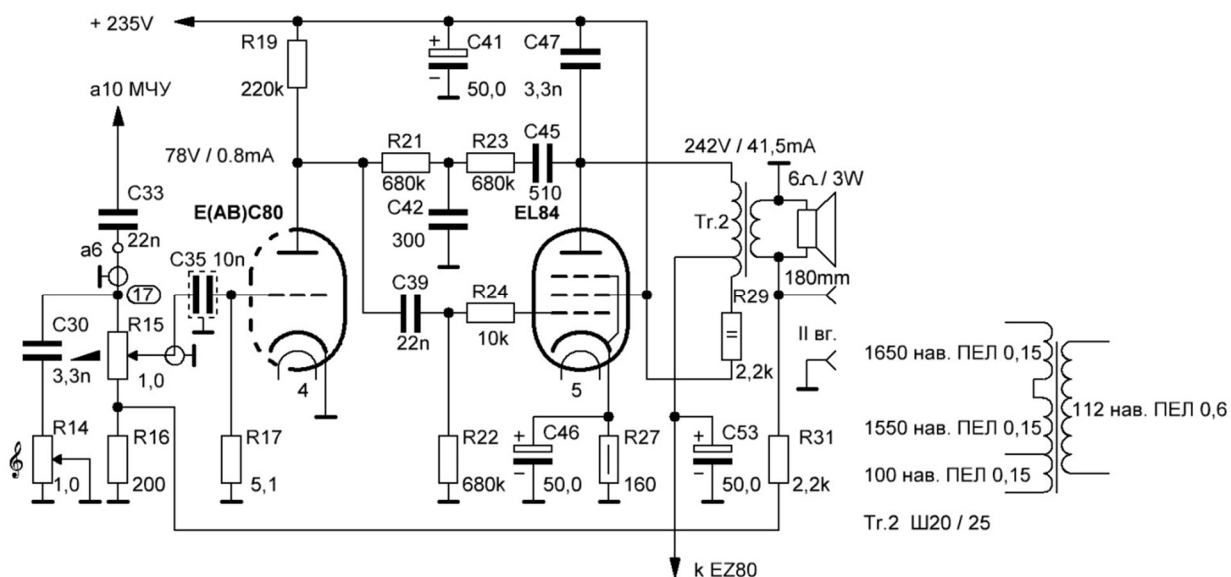 + 235V
R19
220k
C41
+
−
50,0
C47
3,3n
a10 МЧУ
78V / 0.8mA
R21
680k
R23
680k
C45
510
242V / 41,5mA
6Ω / 3W
C33
22n
a6
E(AB)C80
C42
300
EL84
Tr.2
180mm
C35
10n
17
C39
22n
R24
10k
R29
=
2,2k
II вг.
C30
3,3n
R15
1,0
4
5
R14
1,0
R16
200
R17
5,1
R22
680k
C46
+
−
50,0
R27
160
C53
+
−
50,0
R31
2,2k
k EZ80
1650 нав. ПЕЛ 0,15
1550 нав. ПЕЛ 0,15
100 нав. ПЕЛ 0,15
112 нав. ПЕЛ 0,6
Tr.2 Ш20 / 25